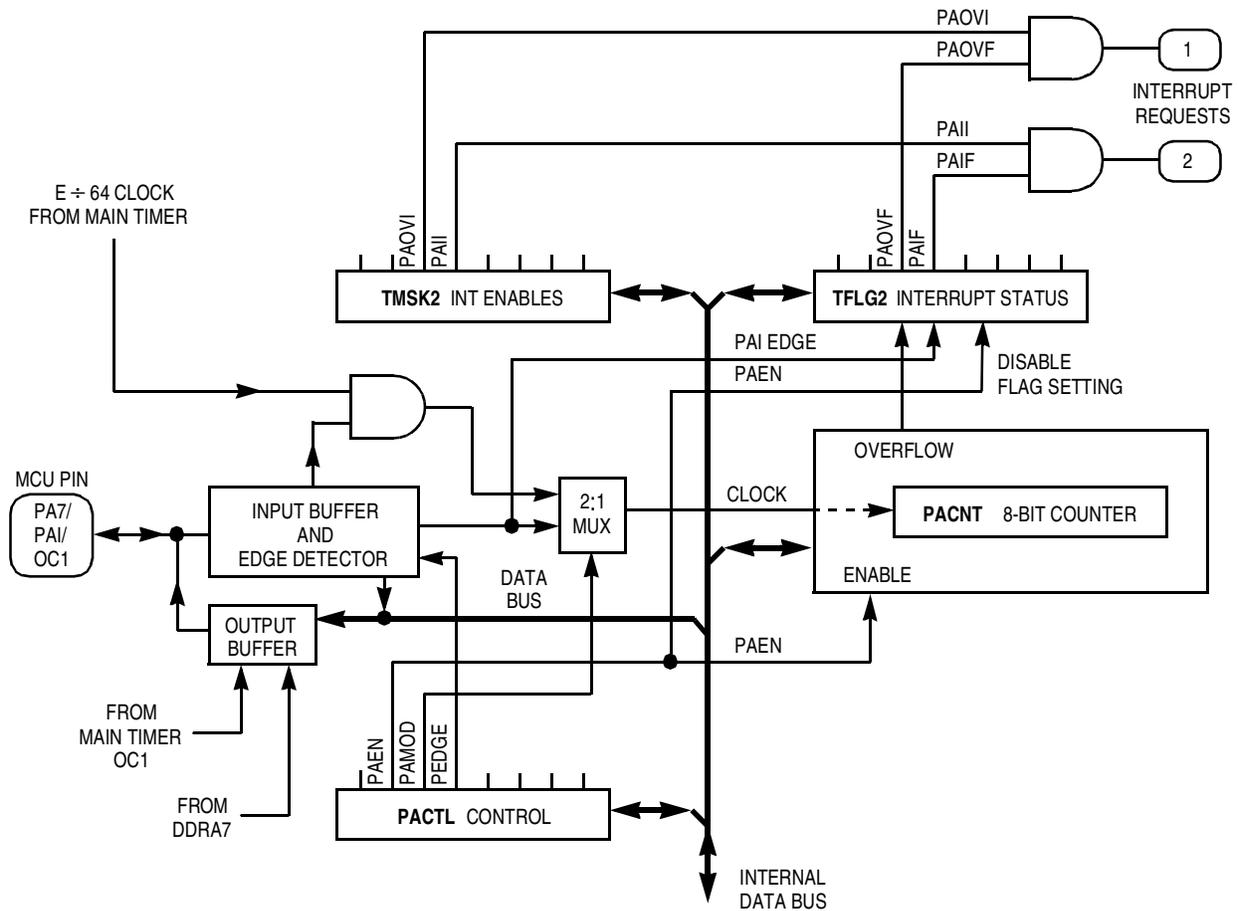 PAOVI
PAOVF
1
INTERRUPT
REQUESTS
PAII
PAIF
2
E ÷ 64 CLOCK
FROM MAIN TIMER
PAOVI
PAII
PAOVF
PAIF
TMSK2 INT ENABLES
TFLG2 INTERRUPT STATUS
PAI EDGE
PAEN
DISABLE
FLAG SETTING
OVERFLOW
MCU PIN
PA7/
PAI/
OC1
INPUT BUFFER
AND
EDGE DETECTOR
2:1
MUX
CLOCK
PACNT 8-BIT COUNTER
ENABLE
DATA
BUS
OUTPUT
BUFFER
PAEN
FROM
MAIN TIMER
OC1
PAEN
PAMOD
PEDGE
FROM
DDRA7
PACTL CONTROL
INTERNAL
DATA BUS